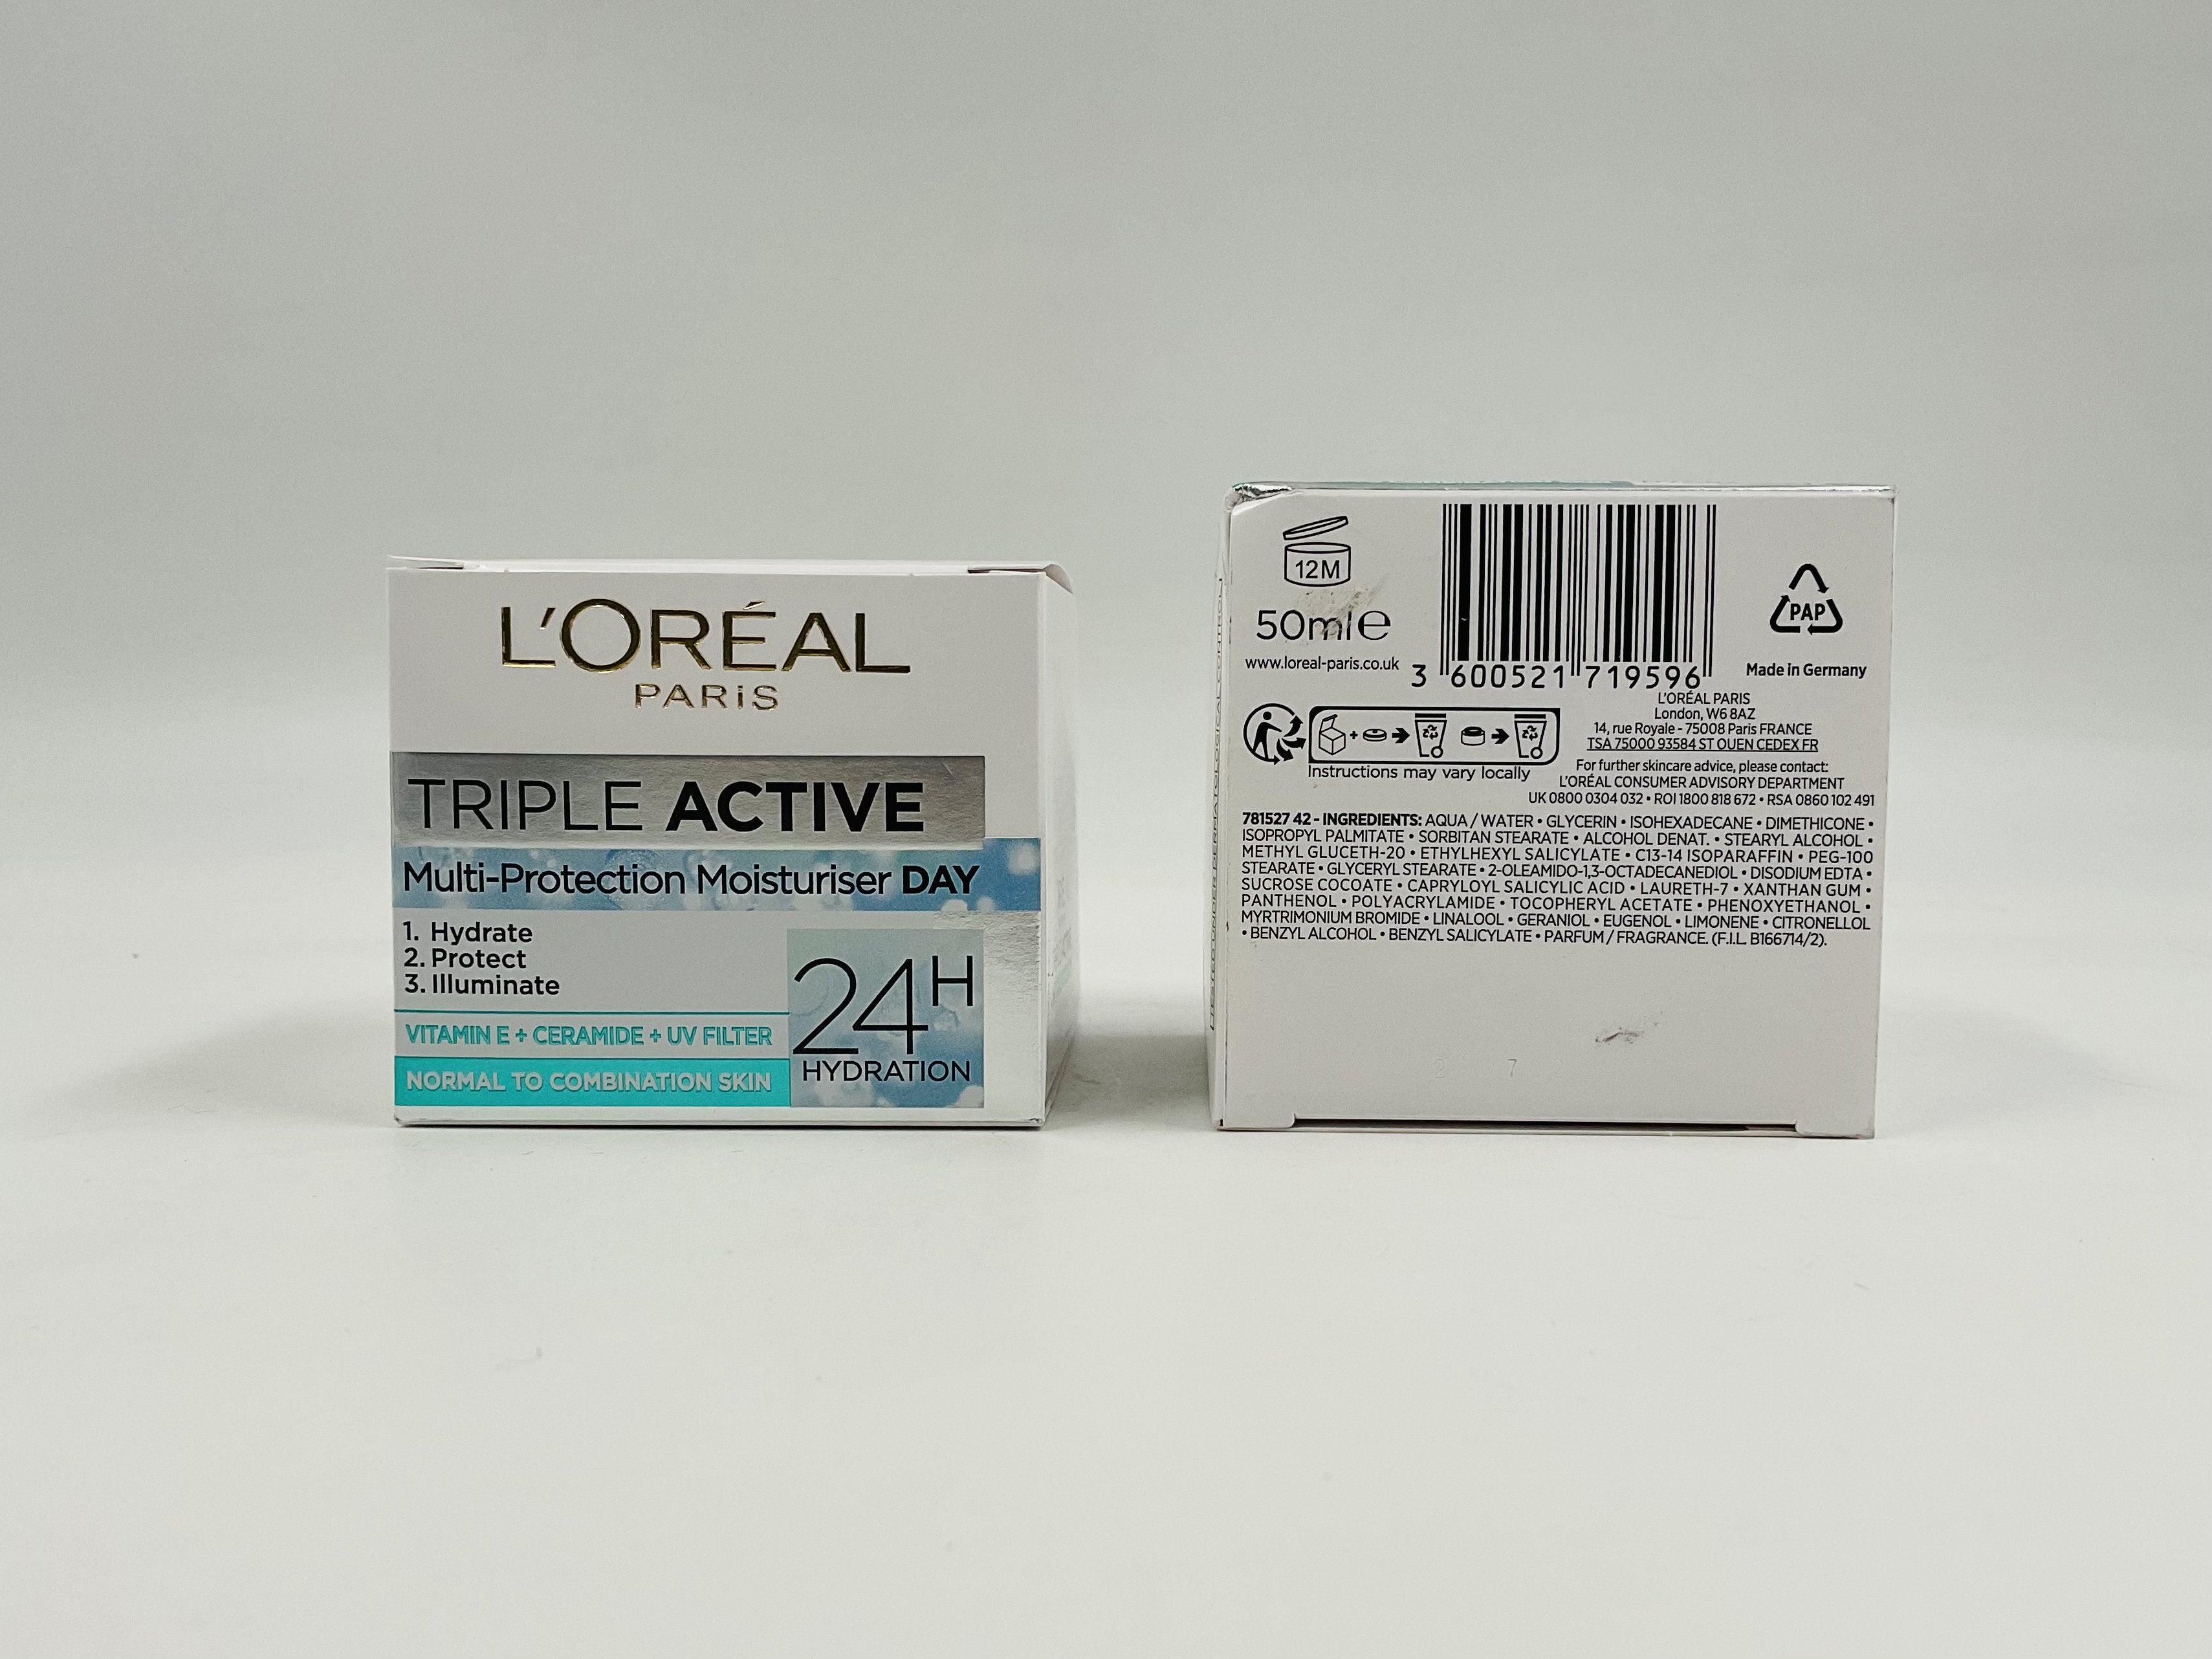 L'ORÉAL
PARiS
TRIPLE ACTIVE
Multi-Protection Moisturiser DAY
1. Hydrate
2. Protect
3. Illuminate
VITAMIN E + CERAMIDE + UV FILTER
NORMAL TO COMBINATION SKIN
24H
HYDRATION
12M
50ml e
www.loreal-paris.co.uk
3 600521 719596
PAP
Made in Germany
L'ORÉAL PARIS
London, W6 8AZ
14, rue Royale - 75008 Paris FRANCE
TSA 75000 93584 ST OUEN CEDEX FR
Instructions may vary locally
For further skincare advice, please contact:
L'ORÉAL CONSUMER ADVISORY DEPARTMENT
UK 0800 0304 032 • ROI 1800 818 672 • RSA 0860 102 491
781527 42 - INGREDIENTS: AQUA / WATER • GLYCERIN • ISOHEXADECANE • DIMETHICONE •
ISOPROPYL PALMITATE • SORBITAN STEARATE • ALCOHOL DENAT. • STEARYL ALCOHOL •
METHYL GLUCETH-20 • ETHYLHEXYL SALICYLATE • C13-14 ISOPARAFFIN • PEG-100
STEARATE • GLYCERYL STEARATE • 2-OLEAMIDO-1,3-OCTADECANEDIOL • DISODIUM EDTA •
SUCROSE COCOATE • CAPRYLOYL SALICYLIC ACID • LAURETH-7 • XANTHAN GUM •
PANTHENOL • POLYACRYLAMIDE • TOCOPHERYL ACETATE • PHENOXYETHANOL •
MYRTRIMONIUM BROMIDE • LINALOOL • GERANIOL • EUGENOL • LIMONENE • CITRONELLOL
• BENZYL ALCOHOL • BENZYL SALICYLATE • PARFUM / FRAGRANCE. (F.I.L. B166714/2).
7